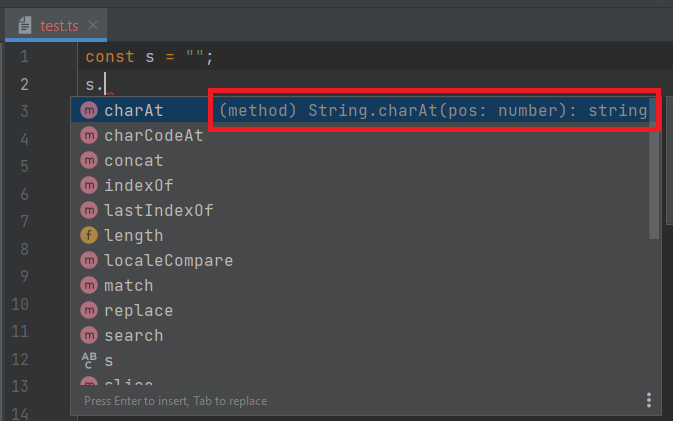 test.ts
1 const s = "";
2 s.
3 m charAt (method) String.charAt(pos: number): string
4 m charCodeAt
5 m concat
6 m indexOf
7 m lastIndexOf
8 f length
9 m localeCompare
10 m match
11 m replace
12 m search
ABC s
13 m slice
14 Press Enter to insert, Tab to replace